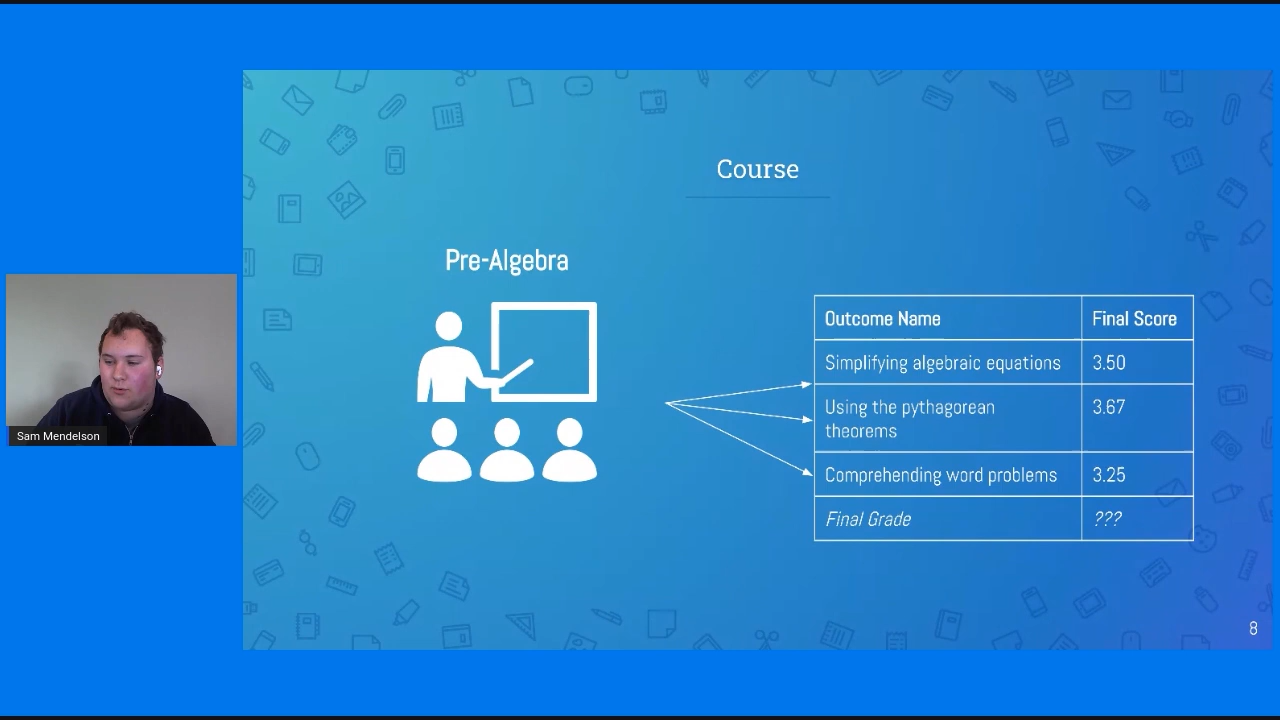 Course
Pre-Algebra
Outcome Name Final Score
Simplifying algebraic equations 3.50
Using the pythagorean 3.67
theorems
Comprehending word problems 3.25
Final Grade ???
Sam Mendelson
8